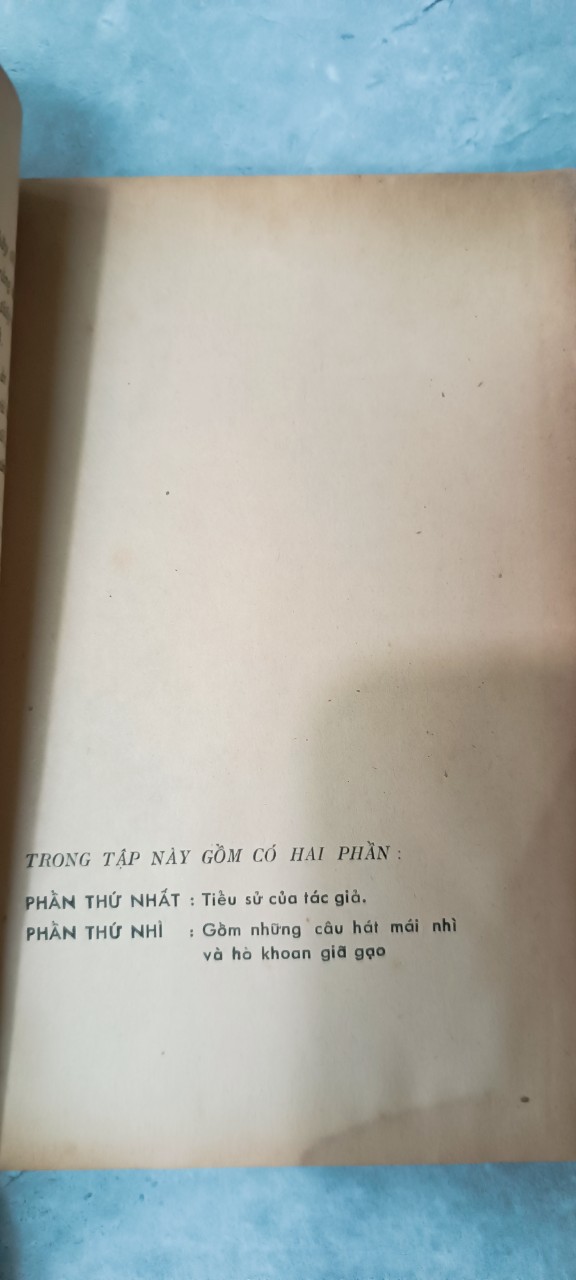 TRONG TẬP NÀY GỒM CÓ HAI PHẦN :
PHẦN THỨ NHẤT : Tiểu sử của tác giả.
PHẦN THỨ NHÌ : Gồm những câu hát mái nhì
và hò khoan giã gạo